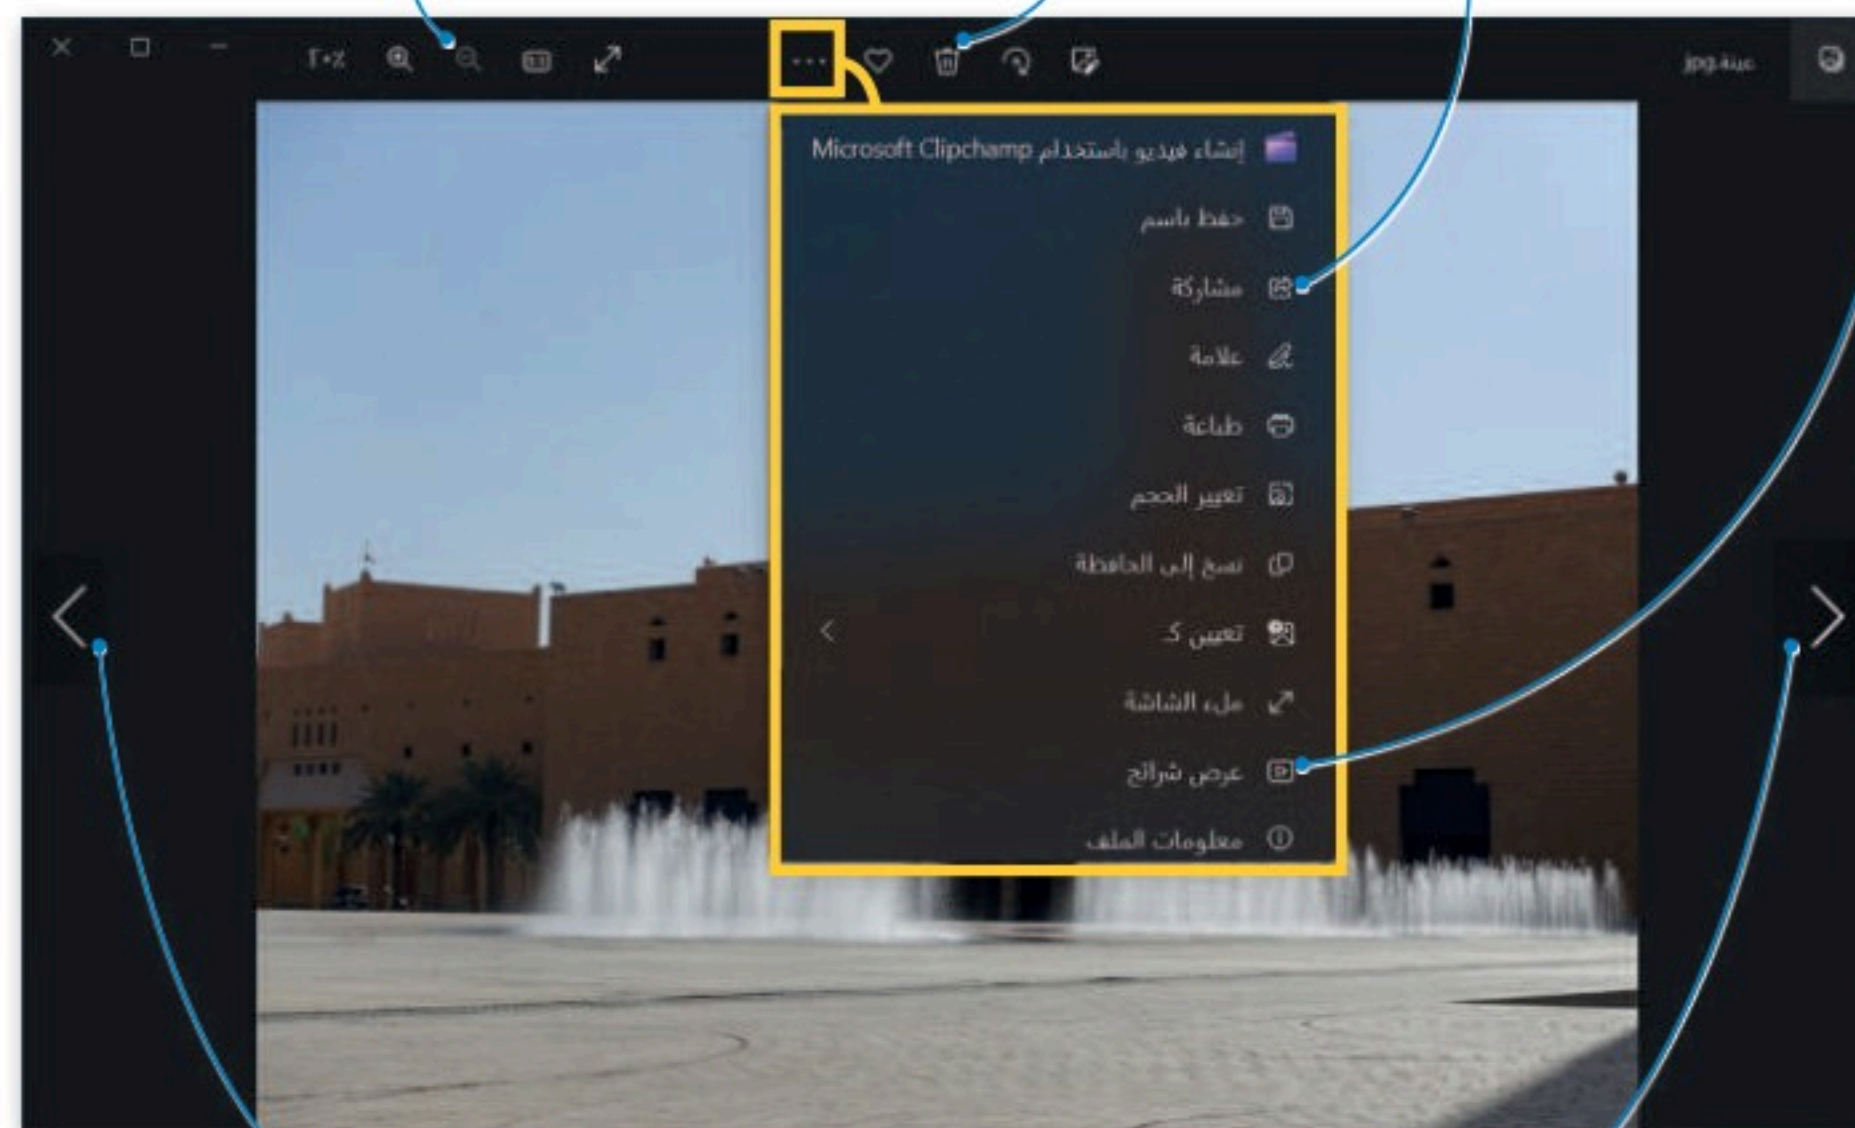 عينة.jpg
٢٠٪
إنشاء فيديو باستخدام Microsoft Clipchamp
حفظ باسم
مشاركة
علامة
طباعة
تغيير الحجم
نسخ إلى الحافظة
تعيين كـ
ملء الشاشة
عرض شرائح
معلومات الملف